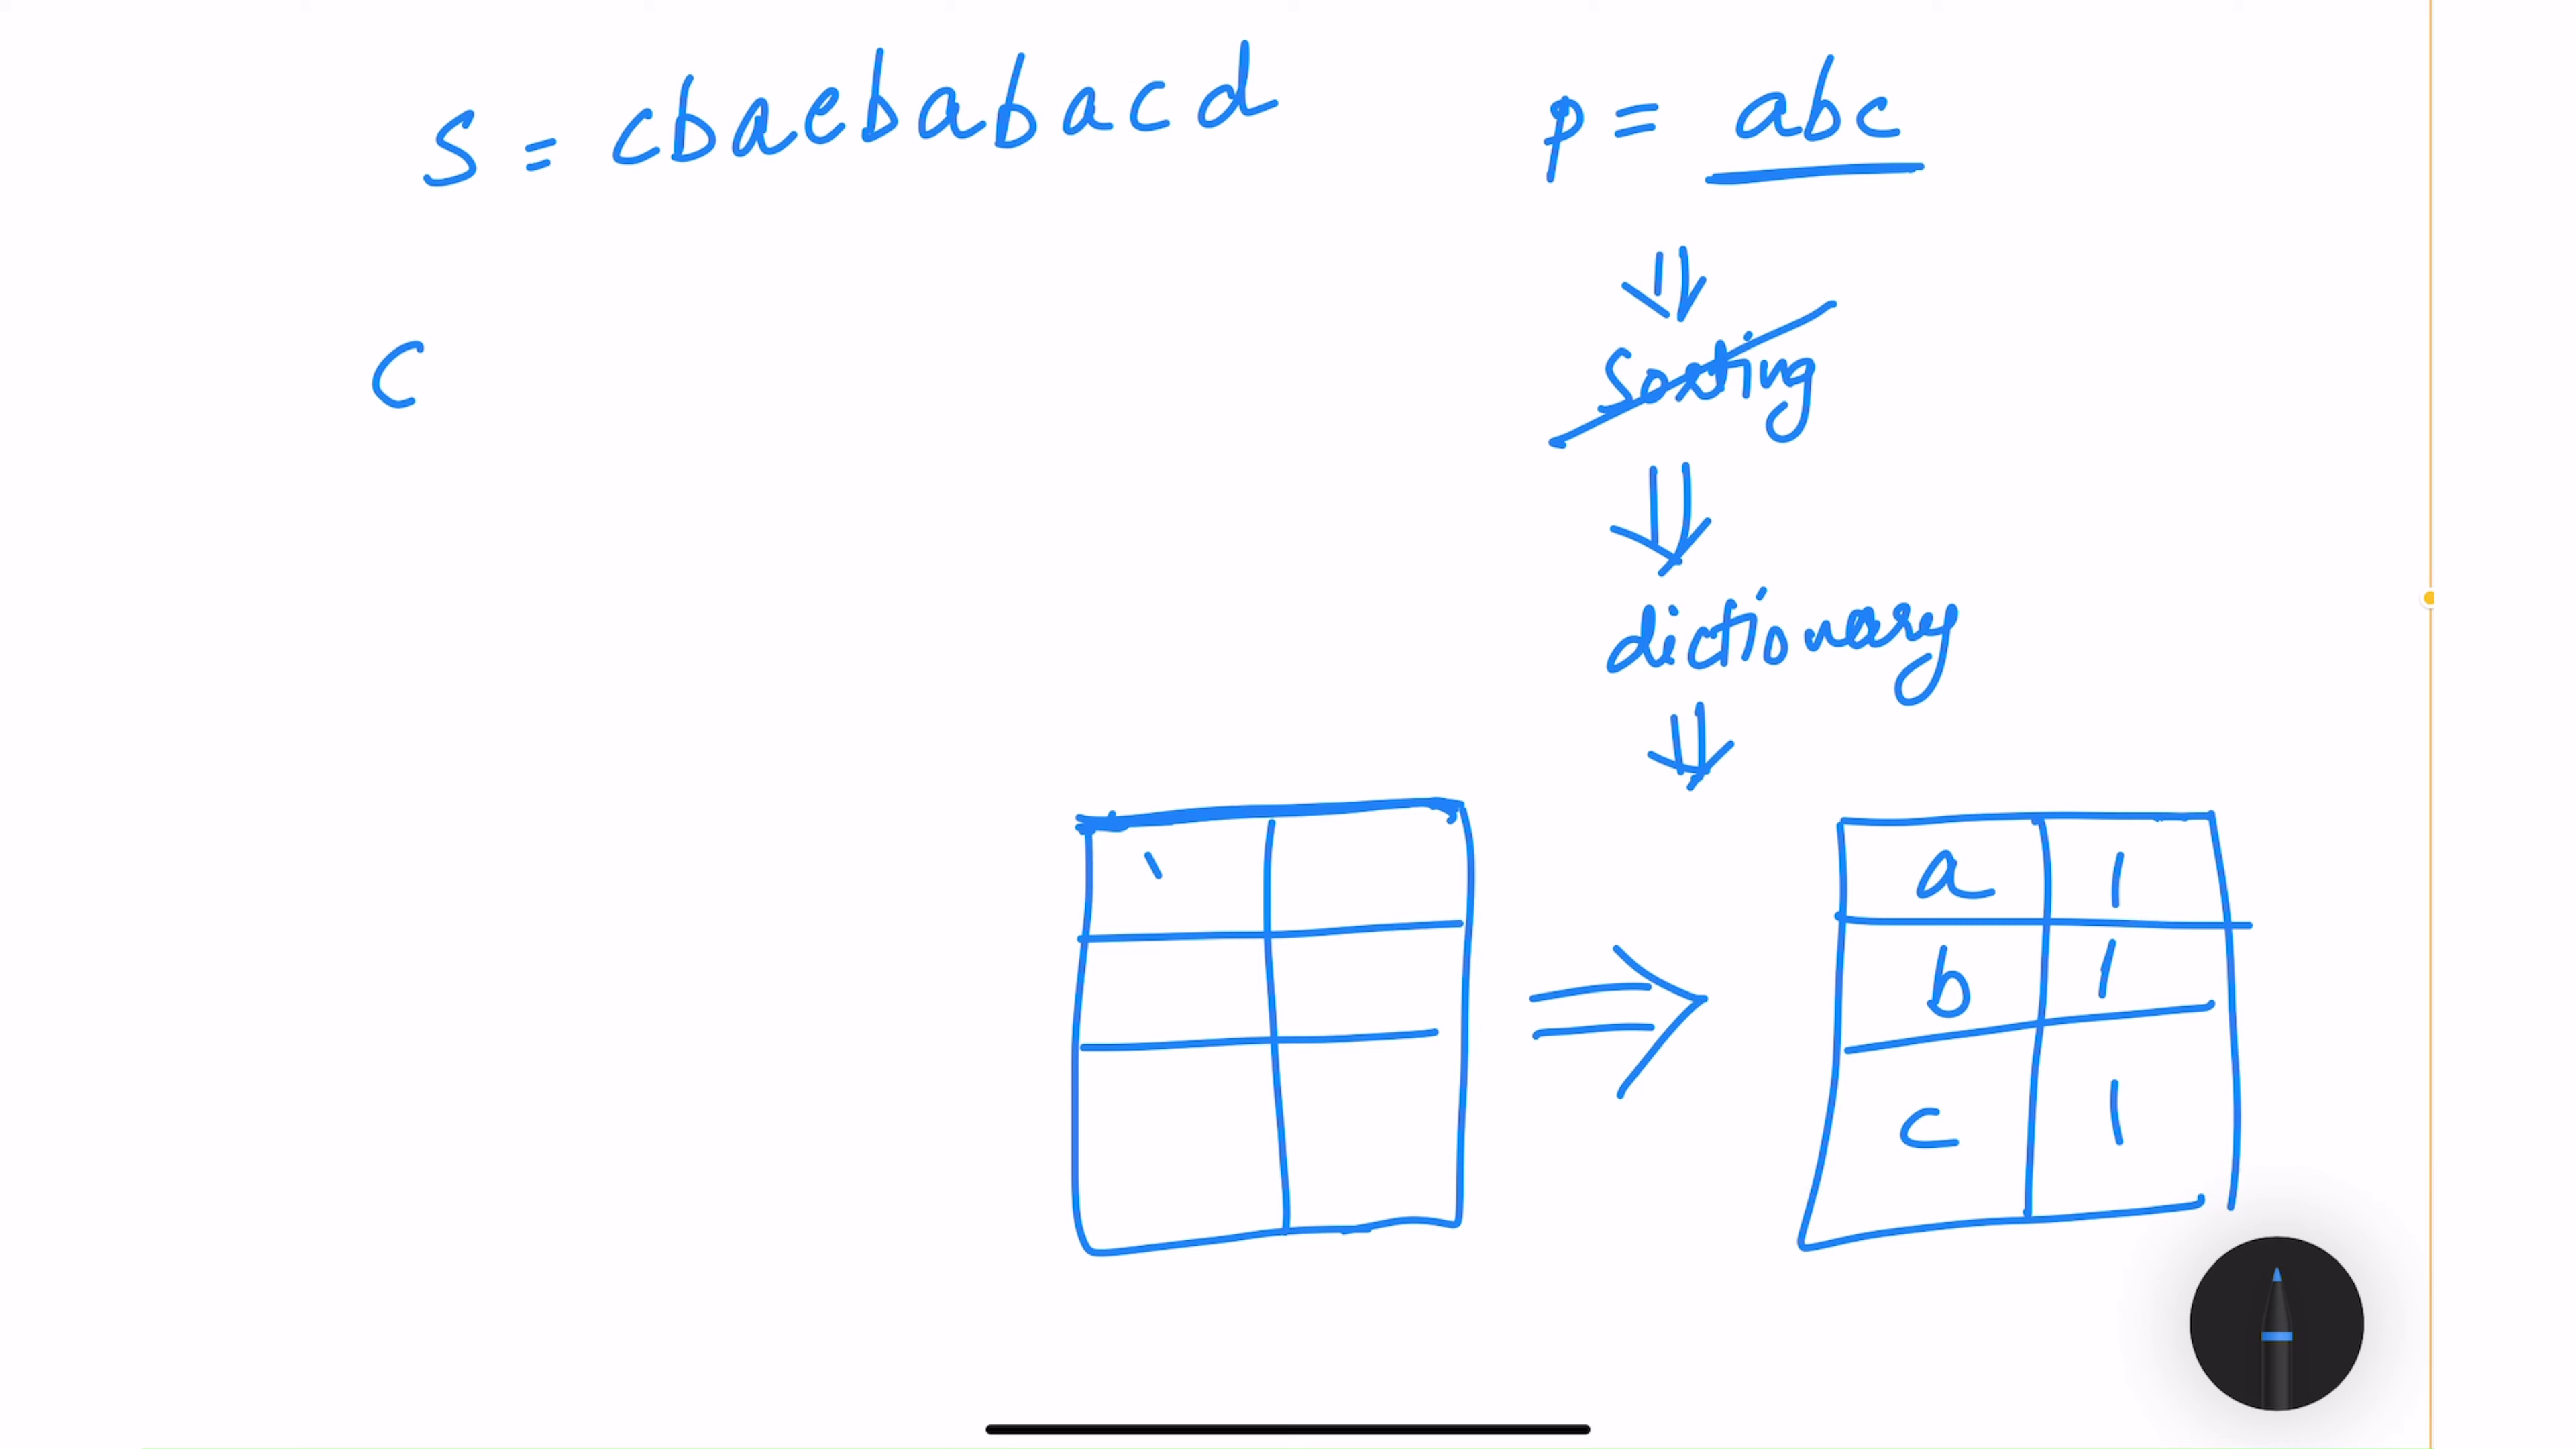 S = cbaebabacd
p = abc
C
Sorting
dictionary
a 1
b 1
c 1